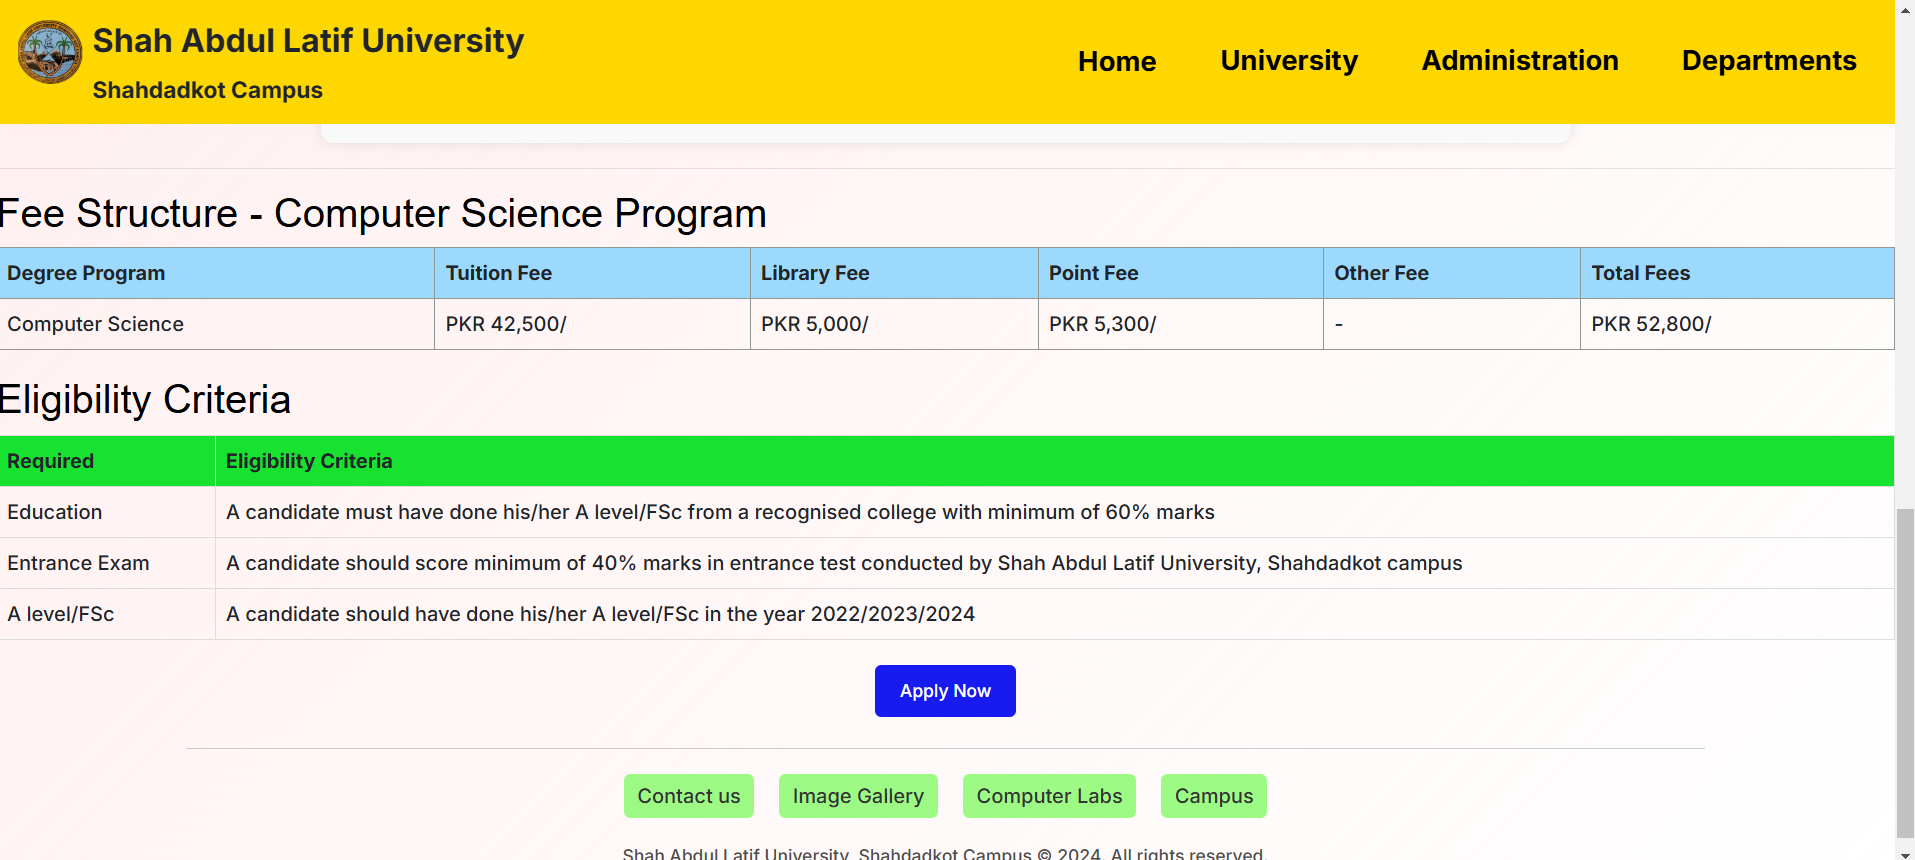 Shah Abdul Latif University
Shahdadkot Campus
Home University Administration Departments
Fee Structure - Computer Science Program
Degree Program Tuition Fee Library Fee Point Fee Other Fee Total Fees
Computer Science PKR 42,500/ PKR 5,000/ PKR 5,300/ - PKR 52,800/
Eligibility Criteria
Required Eligibility Criteria
Education A candidate must have done his/her A level/FSc from a recognised college with minimum of 60% marks
Entrance Exam A candidate should score minimum of 40% marks in entrance test conducted by Shah Abdul Latif University, Shahdadkot campus
A level/FSc A candidate should have done his/her A level/FSc in the year 2022/2023/2024
Apply Now
Contact us Image Gallery Computer Labs Campus
Shah Abdul Latif University, Shahdadkot Campus © 2024. All rights reserved.